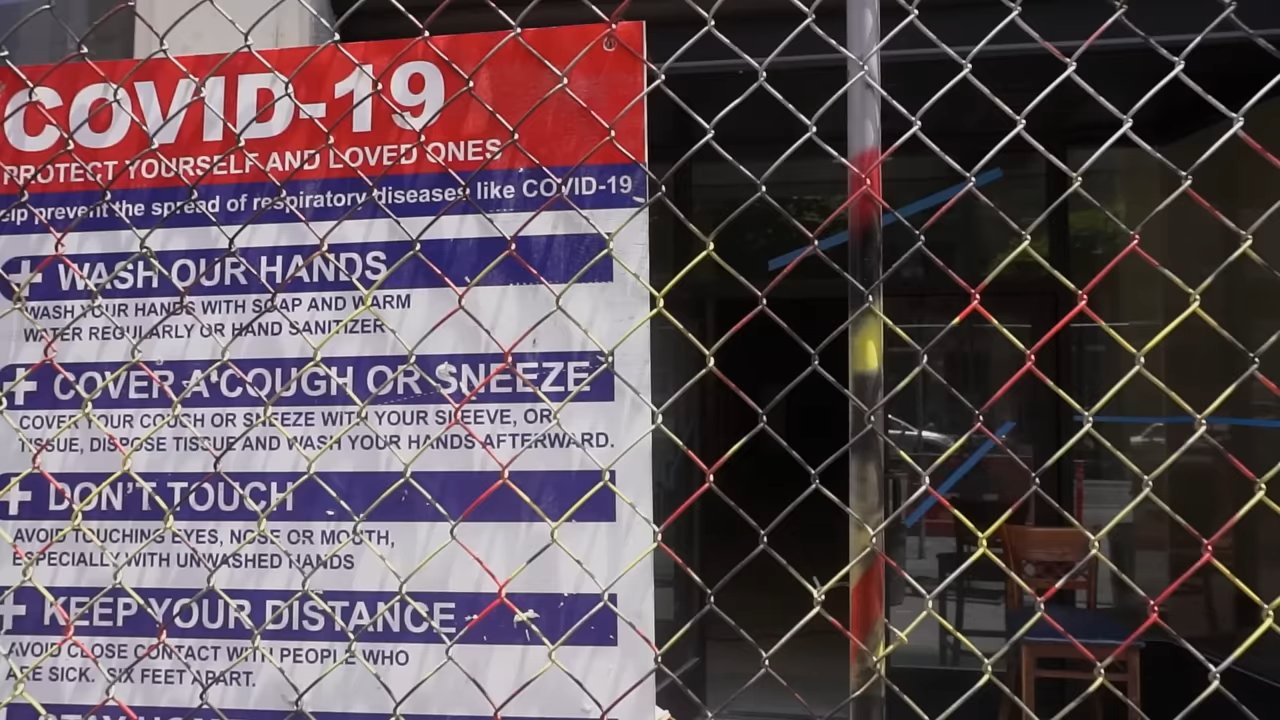 COVID-19
PROTECT YOURSELF AND LOVED ONES
elp prevent the spread of respiratory diseases like COVID-19
+ WASH OUR HANDS
WASH YOUR HANDS WITH SOAP AND WARM
WATER REGULARLY OR HAND SANITIZER
+ COVER A COUGH OR SNEEZE
COVER YOUR COUGH OR SNEEZE WITH YOUR SLEEVE, OR
TISSUE, DISPOSE TISSUE AND WASH YOUR HANDS AFTERWARD.
+ DON'T TOUCH
AVOID TOUCHING EYES, NOSE OR MOUTH,
ESPECIALLY WITH UNWASHED HANDS
+ KEEP YOUR DISTANCE
AVOID CLOSE CONTACT WITH PEOPLE WHO
ARE SICK. SIX FEET APART.